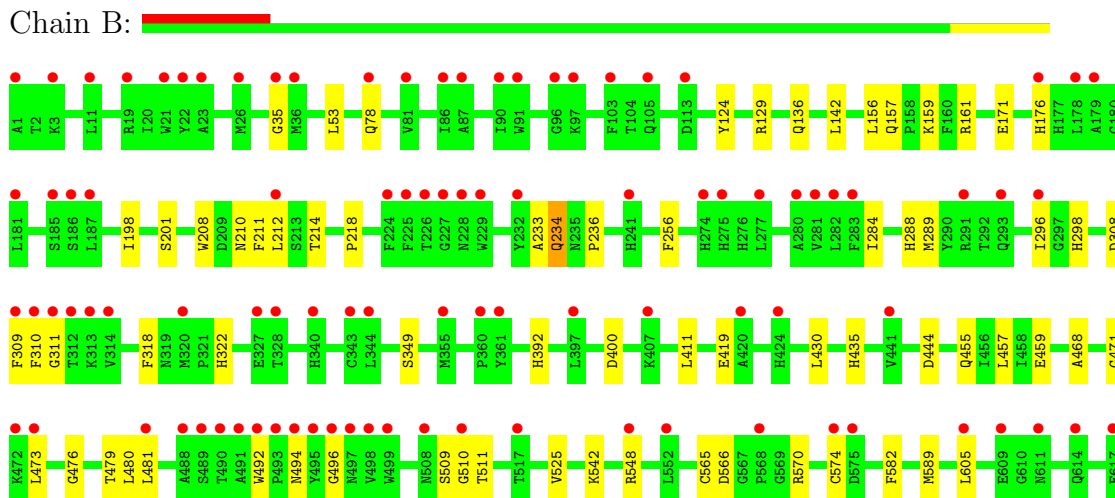 Chain B:
A1 T2 K3 L11 R19 I20 W21 Y22 A23 M26 G35 M36 L53 Q78 V81 I86 A87 I90 W91 G96 K97 F103 T104 Q105 D113 Y124 R129 Q136 L142 L156 Q157 P158 K159 F160 R161 E171 H176 H177 L178 A179
L181 S185 S186 L187 I198 S201 W208 D209 N210 F211 L212 S213 T214 P218 F224 F225 T226 G227 N228 W229 Y232 A233 Q234 N235 P236 H241 F256 H274 H275 H276 L277 A280 V281 L282 F283 I284 H288 M289 Y290 R291 T292 Q293 I296 G297 H298 D308
F309 F310 G311 T312 K313 V314 F318 N319 M320 P321 H322 E327 T328 H340 C343 L344 S349 M355 P360 Y361 H392 L397 D400 K407 L411 E419 A420 H424 L430 H435 V441 D444 Q455 I456 L457 I458 E459 A468
K472 L473 G476 T479 L480 L481 A488 S489 T490 A491 W492 P493 N494 Y495 G496 N497 V498 W499 N508 S509 G510 T511 T517 V525 K542 R548 L552 C565 D566 G567 P568 R570 C574 D575 F582 M589 L605 E609 G610 N611 Q614